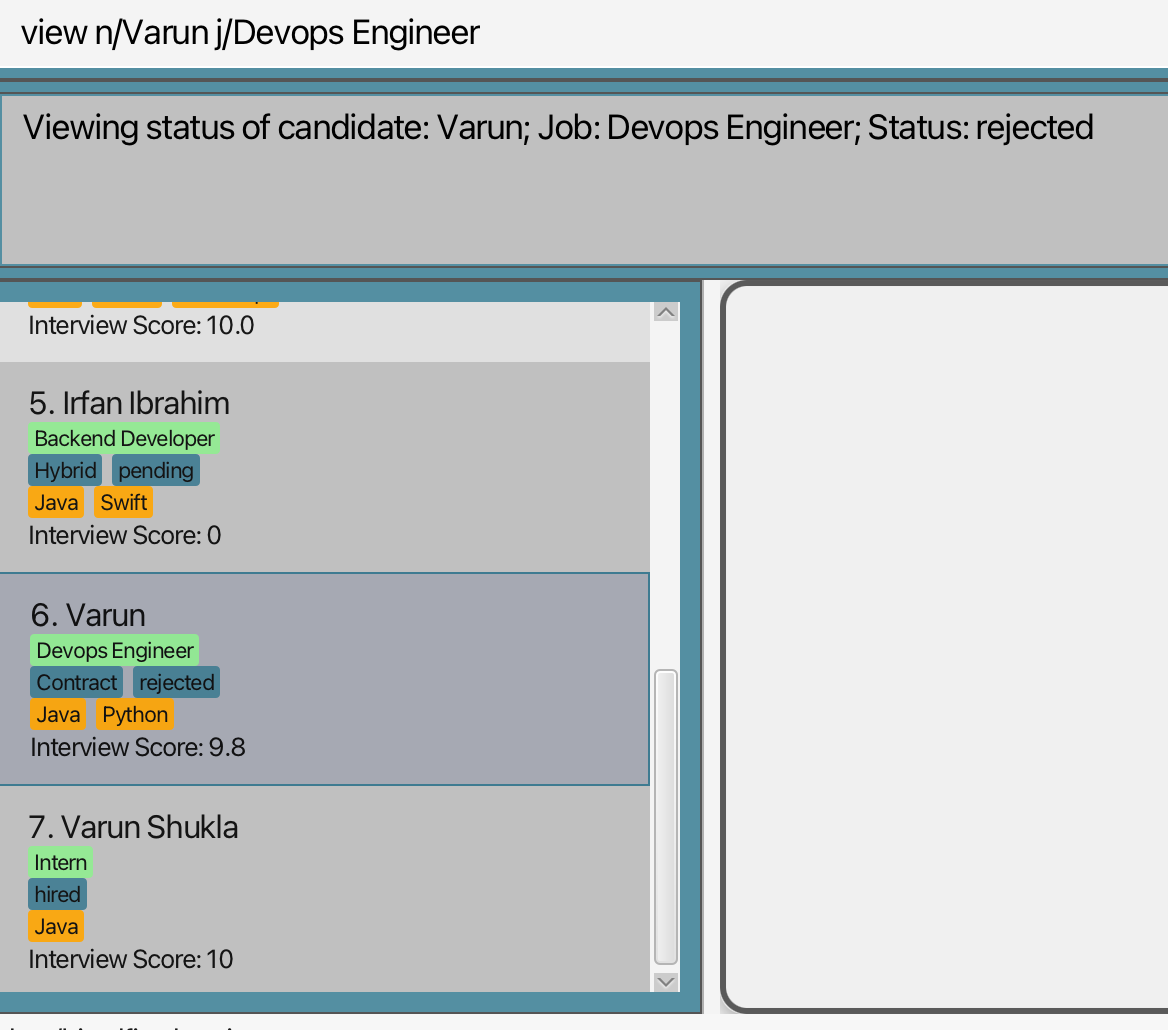 view n/Varun j/Devops Engineer
Viewing status of candidate: Varun; Job: Devops Engineer; Status: rejected
Interview Score: 10.0
5. Irfan Ibrahim
Backend Developer
Hybrid pending
Java Swift
Interview Score: 0
6. Varun
Devops Engineer
Contract rejected
Java Python
Interview Score: 9.8
7. Varun Shukla
Intern
hired
Java
Interview Score: 10